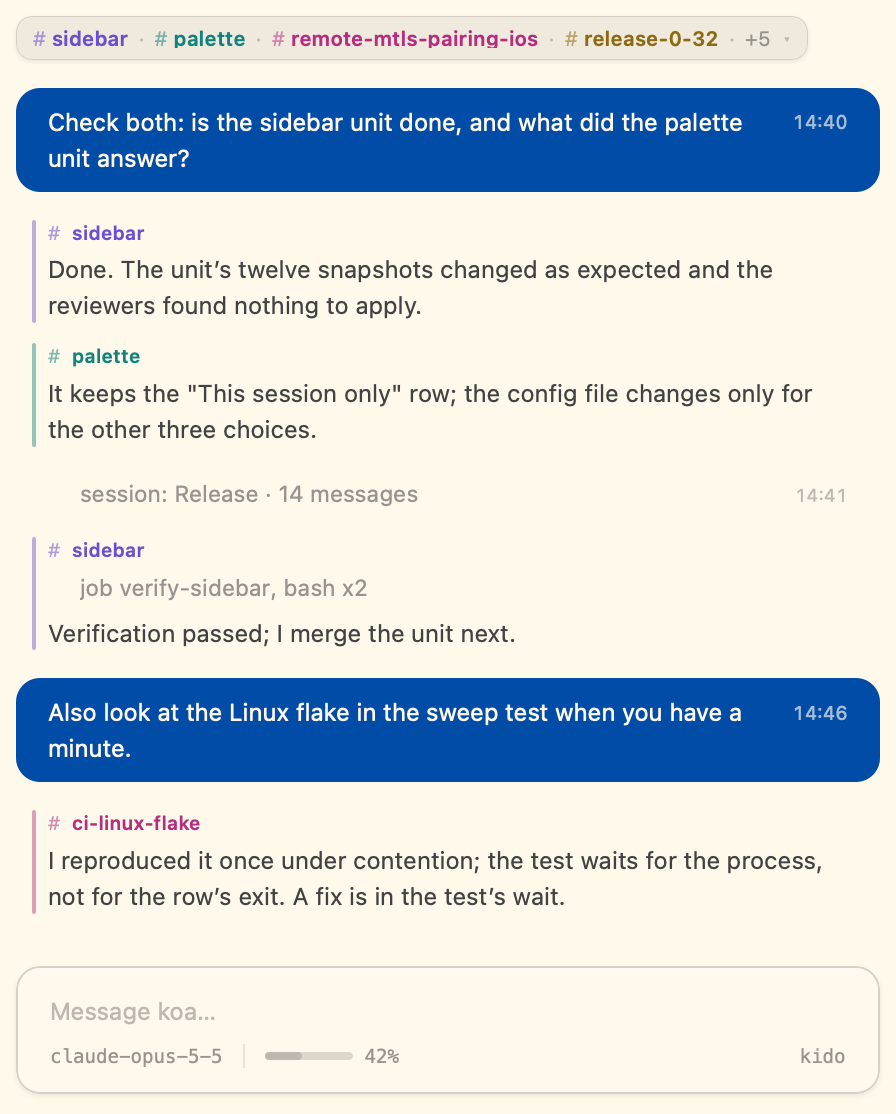 # sidebar · # palette · # remote-mtls-pairing-ios · # release-0-32 · +5 ▾
Check both: is the sidebar unit done, and what did the palette 14:40
unit answer?
# sidebar
Done. The unit’s twelve snapshots changed as expected and the
reviewers found nothing to apply.
# palette
It keeps the "This session only" row; the config file changes only for
the other three choices.
session: Release · 14 messages 14:41
# sidebar
job verify-sidebar, bash x2
Verification passed; I merge the unit next.
Also look at the Linux flake in the sweep test when you have a 14:46
minute.
# ci-linux-flake
I reproduced it once under contention; the test waits for the process,
not for the row’s exit. A fix is in the test’s wait.
Message koa…
claude-opus-5-5 42% kido